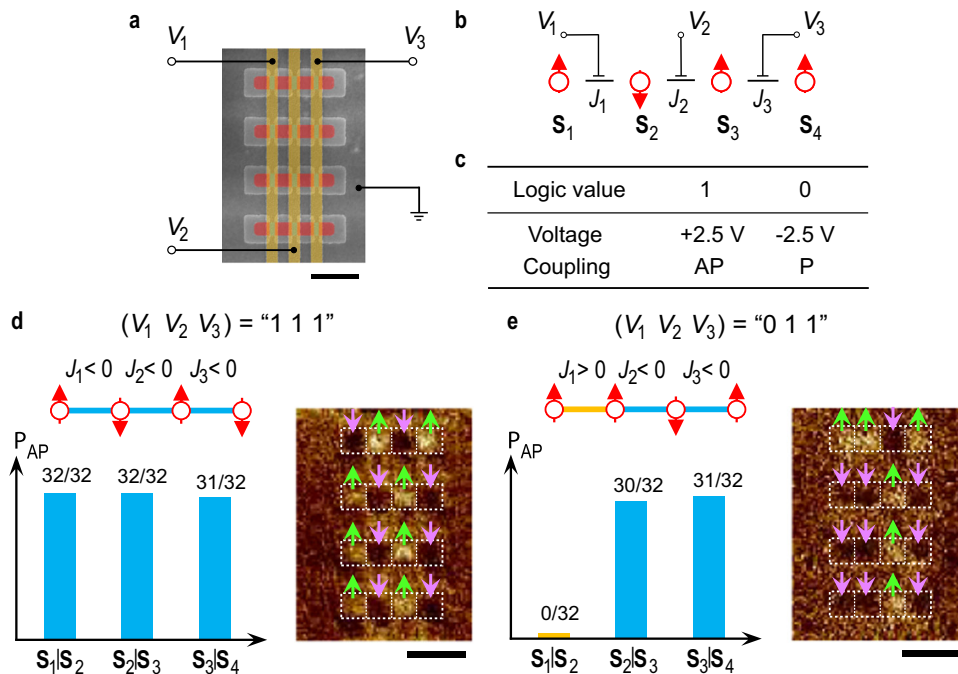 a
V1 V3
V2
b
V1 V2 V3
J1 J2 J3
S1 S2 S3 S4
c
Logic value 1 0
Voltage +2.5 V -2.5 V
Coupling AP P
d
(V1 V2 V3) = “1 1 1”
J1< 0 J2< 0 J3< 0
PAP
32/32 32/32 31/32
S1|S2 S2|S3 S3|S4
e
(V1 V2 V3) = “0 1 1”
J1> 0 J2< 0 J3< 0
PAP
0/32 30/32 31/32
S1|S2 S2|S3 S3|S4